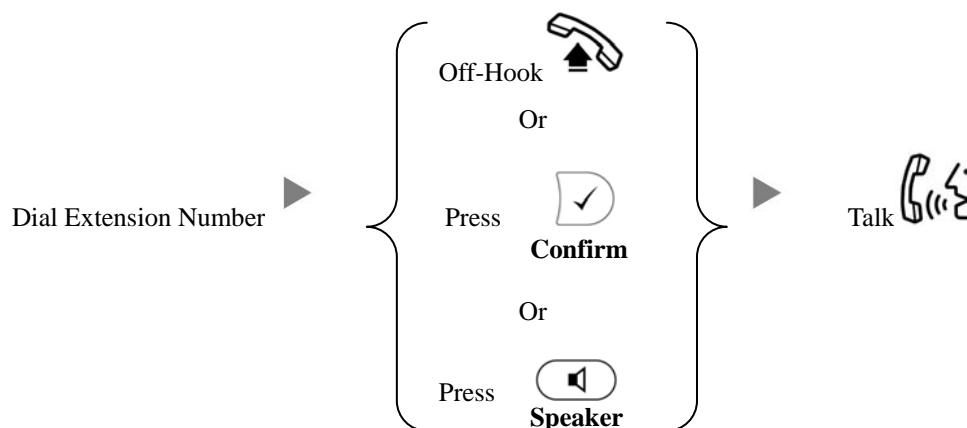 Off-Hook
Or
Dial Extension Number
Press
Talk
Confirm
Or
Press
Speaker